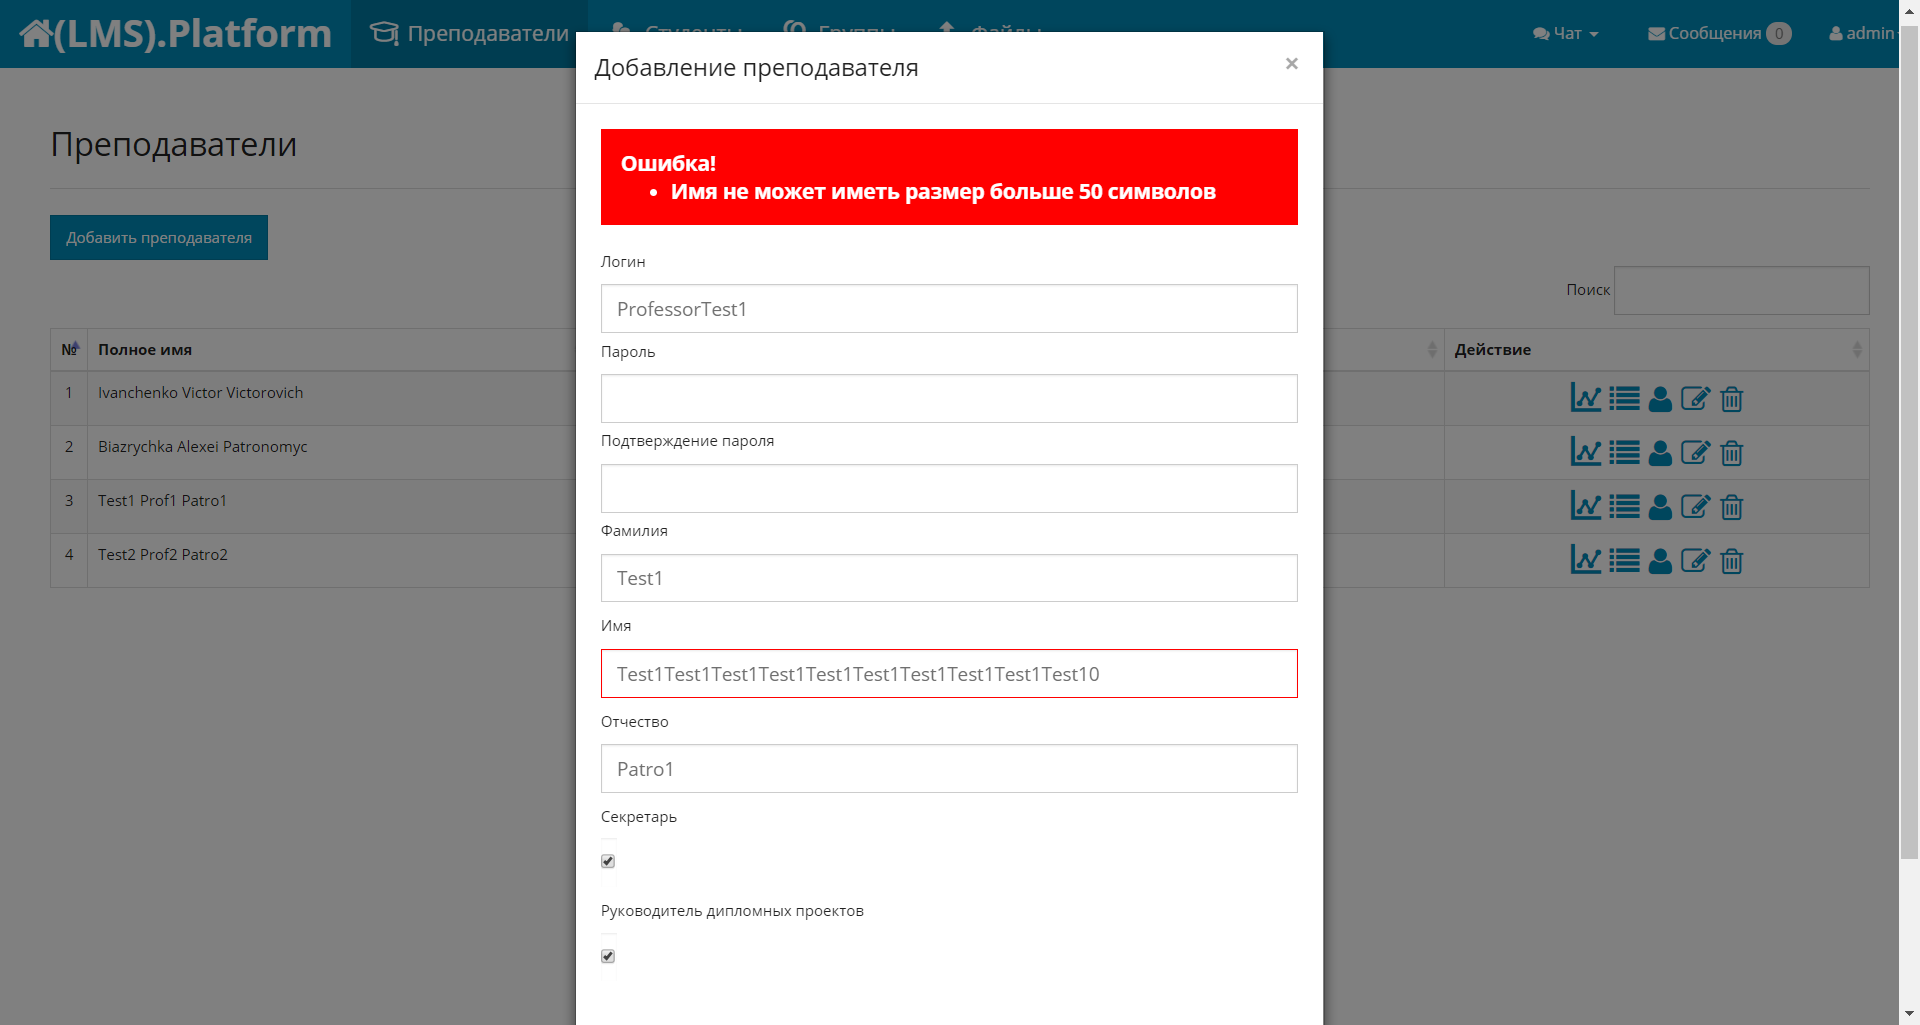 (LMS).Platform
Преподаватели
Студенты
Группы
Файлы
Чат
Сообщения 0
admin
Добавление преподавателя
×
Преподаватели
Ошибка!
• Имя не может иметь размер больше 50 символов
Добавить преподавателя
Логин
ProfessorTest1
Поиск
Пароль
Подтверждение пароля
Фамилия
Test1
Имя
Test1Test1Test1Test1Test1Test1Test1Test1Test1Test10
Отчество
Patro1
Секретарь
Руководитель дипломных проектов
№ Полное имя Действие
1 Ivanchenko Victor Victorovich
2 Biazrychka Alexei Patronomyc
3 Test1 Prof1 Patro1
4 Test2 Prof2 Patro2